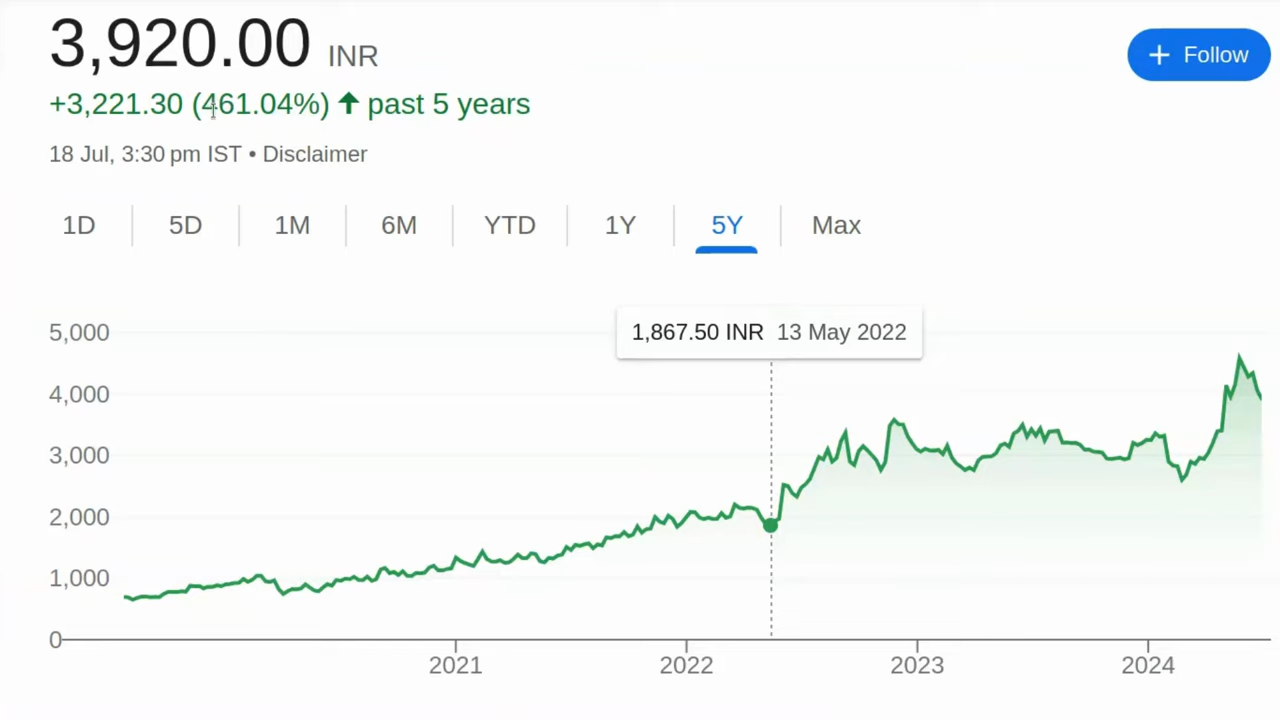 3,920.00 INR
+ Follow
+3,221.30 (461.04%) ↑ past 5 years
18 Jul, 3:30 pm IST • Disclaimer
1D 5D 1M 6M YTD 1Y 5Y Max
1,867.50 INR 13 May 2022
5,000
4,000
3,000
2,000
1,000
0
2021 2022 2023 2024